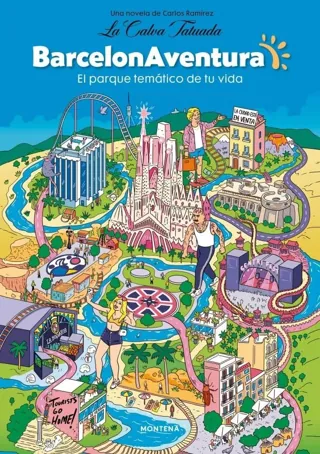 Una novela de Carlos Ramírez
La Calva Tatuada
BarcelonAventura
El parque temático de tu vida
LA CIUDAD ESTÁ
EN VENTA
TOURISTS
GO
HOME!
MONTENA